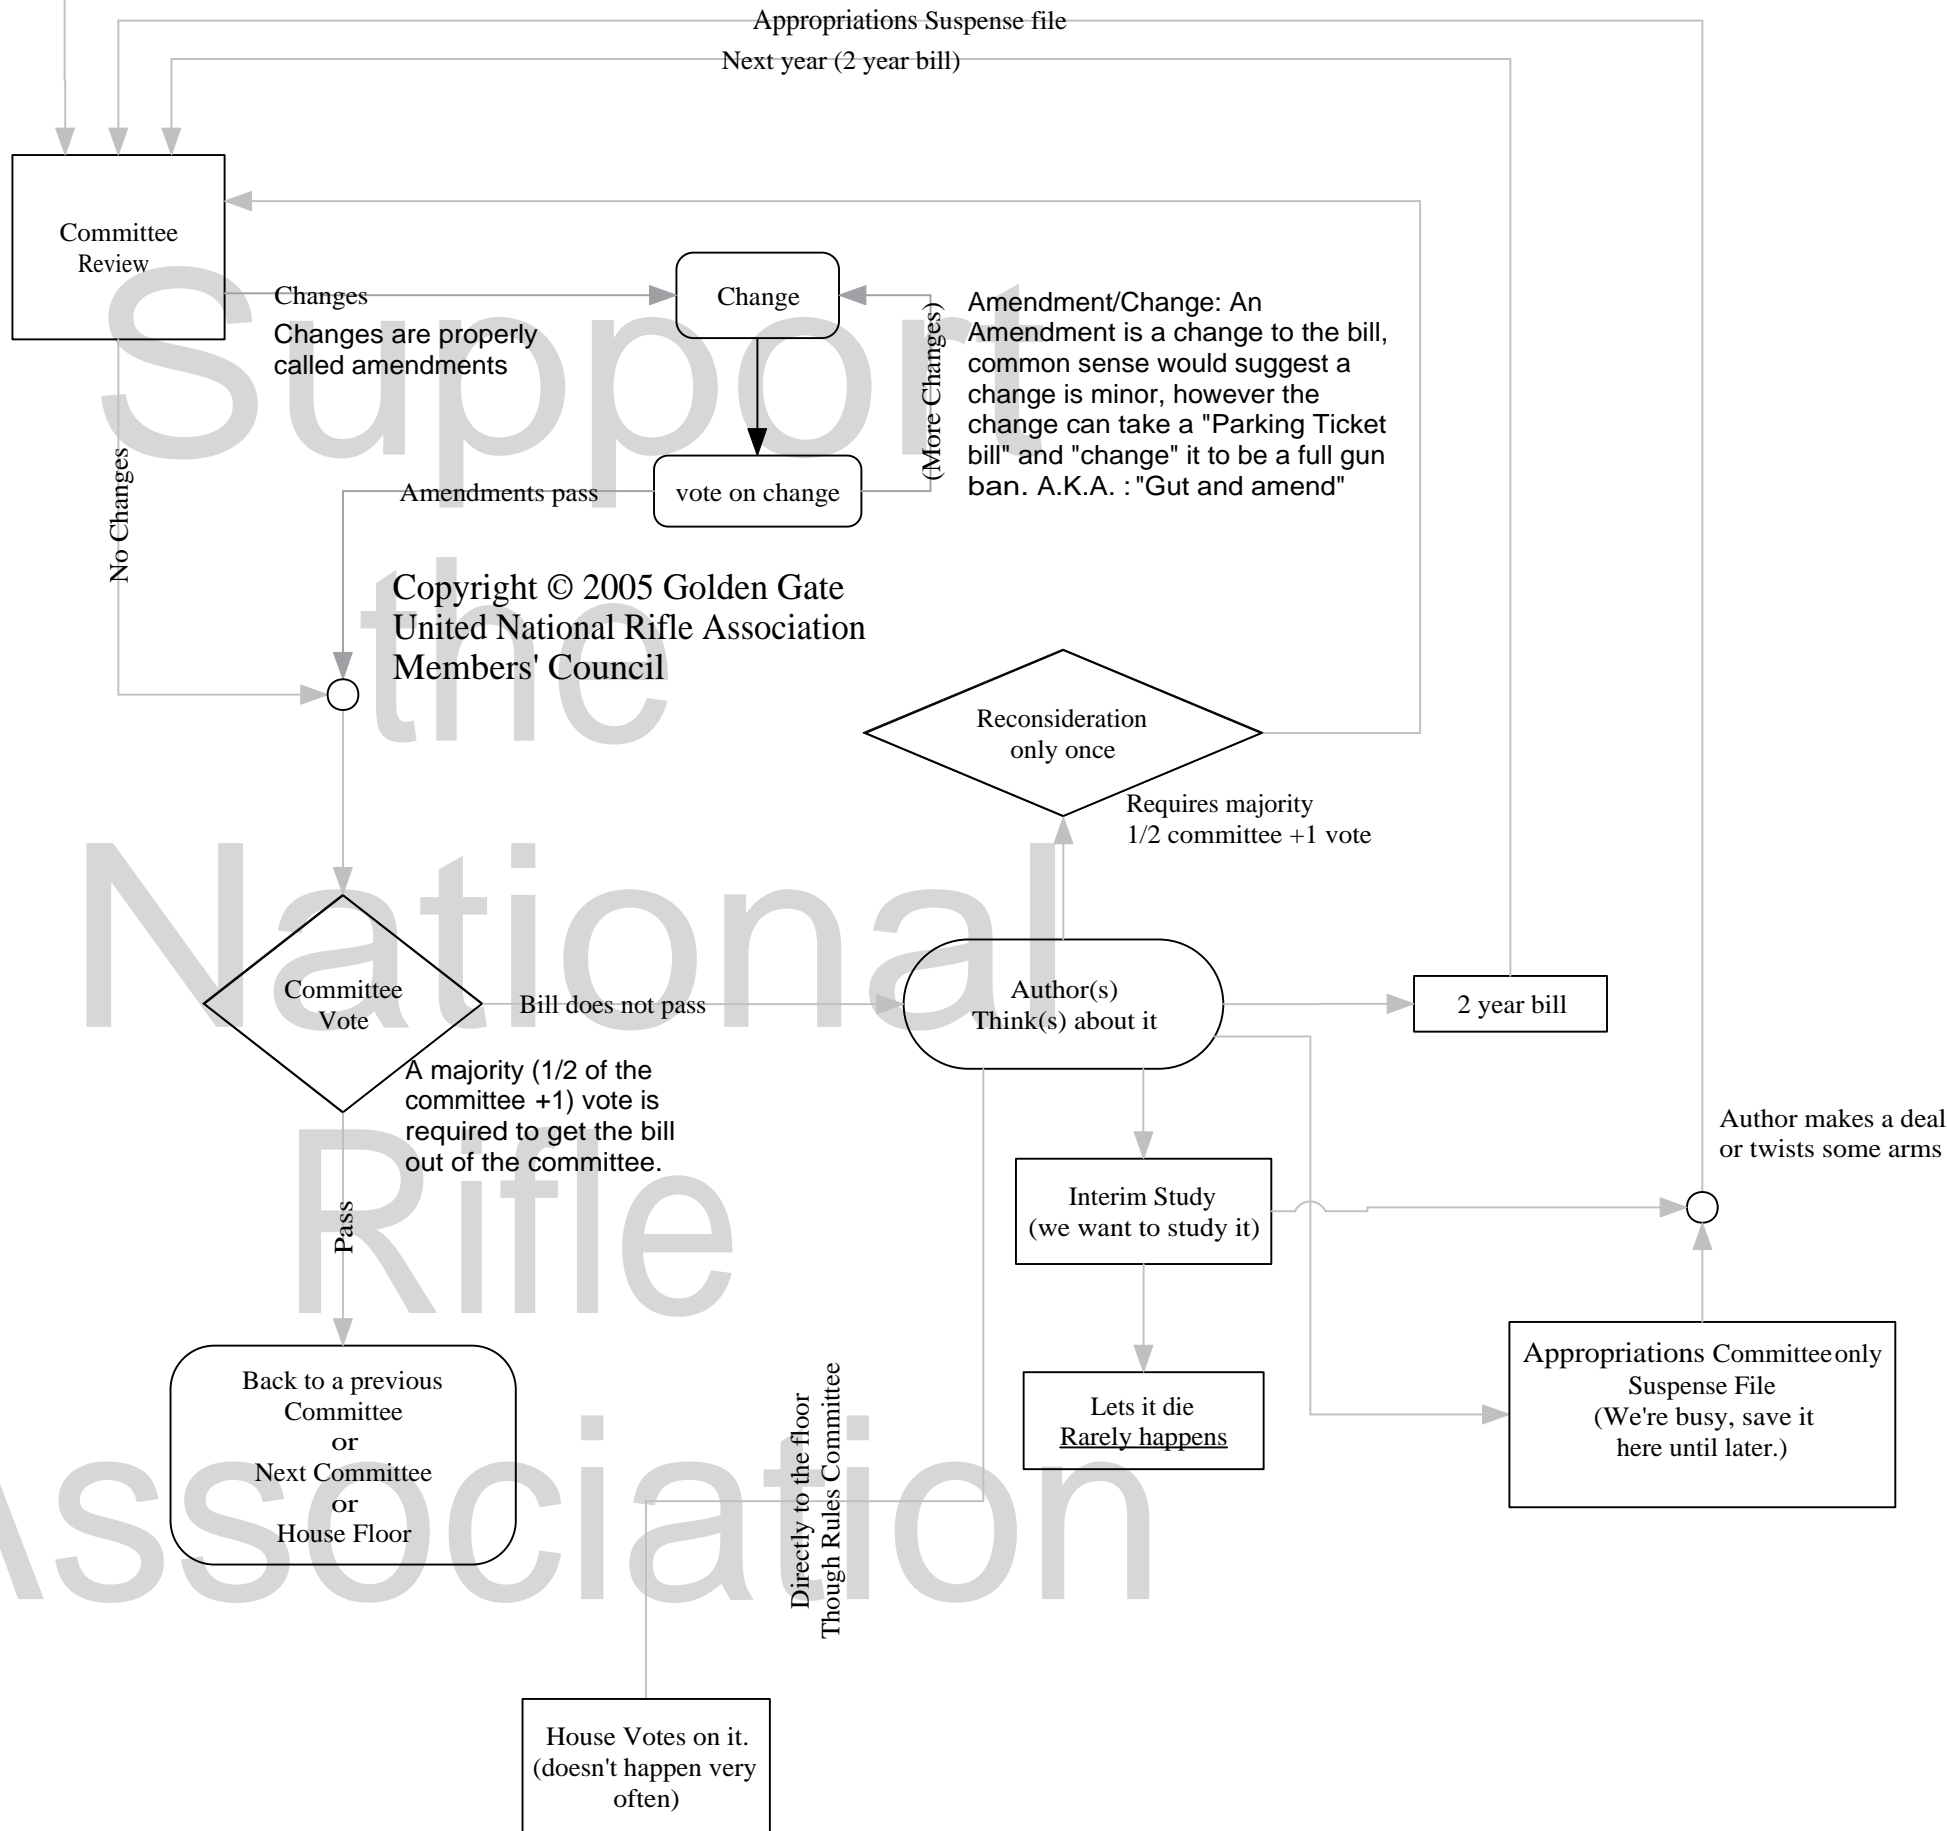 Appropriations Suspense file
Next year (2 year bill)
Committee
Review
Changes
Changes are properly
called amendments
Change
(More Changes)
Amendment/Change: An
Amendment is a change to the bill,
common sense would suggest a
change is minor, however the
change can take a "Parking Ticket
bill" and "change" it to be a full gun
ban. A.K.A. : "Gut and amend"
No Changes
Amendments pass
vote on change
Copyright © 2005 Golden Gate
United National Rifle Association
Members' Council
Reconsideration
only once
Requires majority
1/2 committee +1 vote
Committee
Vote
Bill does not pass
Author(s)
Think(s) about it
2 year bill
A majority (1/2 of the
committee +1) vote is
required to get the bill
out of the committee.
Pass
Author makes a deal
or twists some arms
Interim Study
(we want to study it)
Back to a previous
Committee
or
Next Committee
or
House Floor
Directly to the floor
Though Rules Committee
Lets it die
Rarely happens
Appropriations Committee only
Suspense File
(We're busy, save it
here until later.)
House Votes on it.
(doesn't happen very
often)
Support
the
National
Rifle
Association